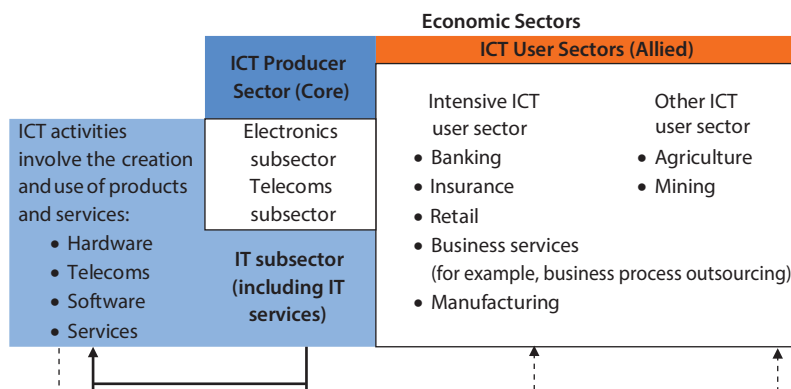 Economic Sectors
ICT Producer
Sector (Core)
ICT User Sectors (Allied)
ICT activities
involve the creation
and use of products
and services:
• Hardware
• Telecoms
• Software
• Services
Electronics
subsector
Telecoms
subsector
IT subsector
(including IT
services)
Intensive ICT
user sector
• Banking
• Insurance
• Retail
• Business services
(for example, business process outsourcing)
• Manufacturing
Other ICT
user sector
• Agriculture
• Mining